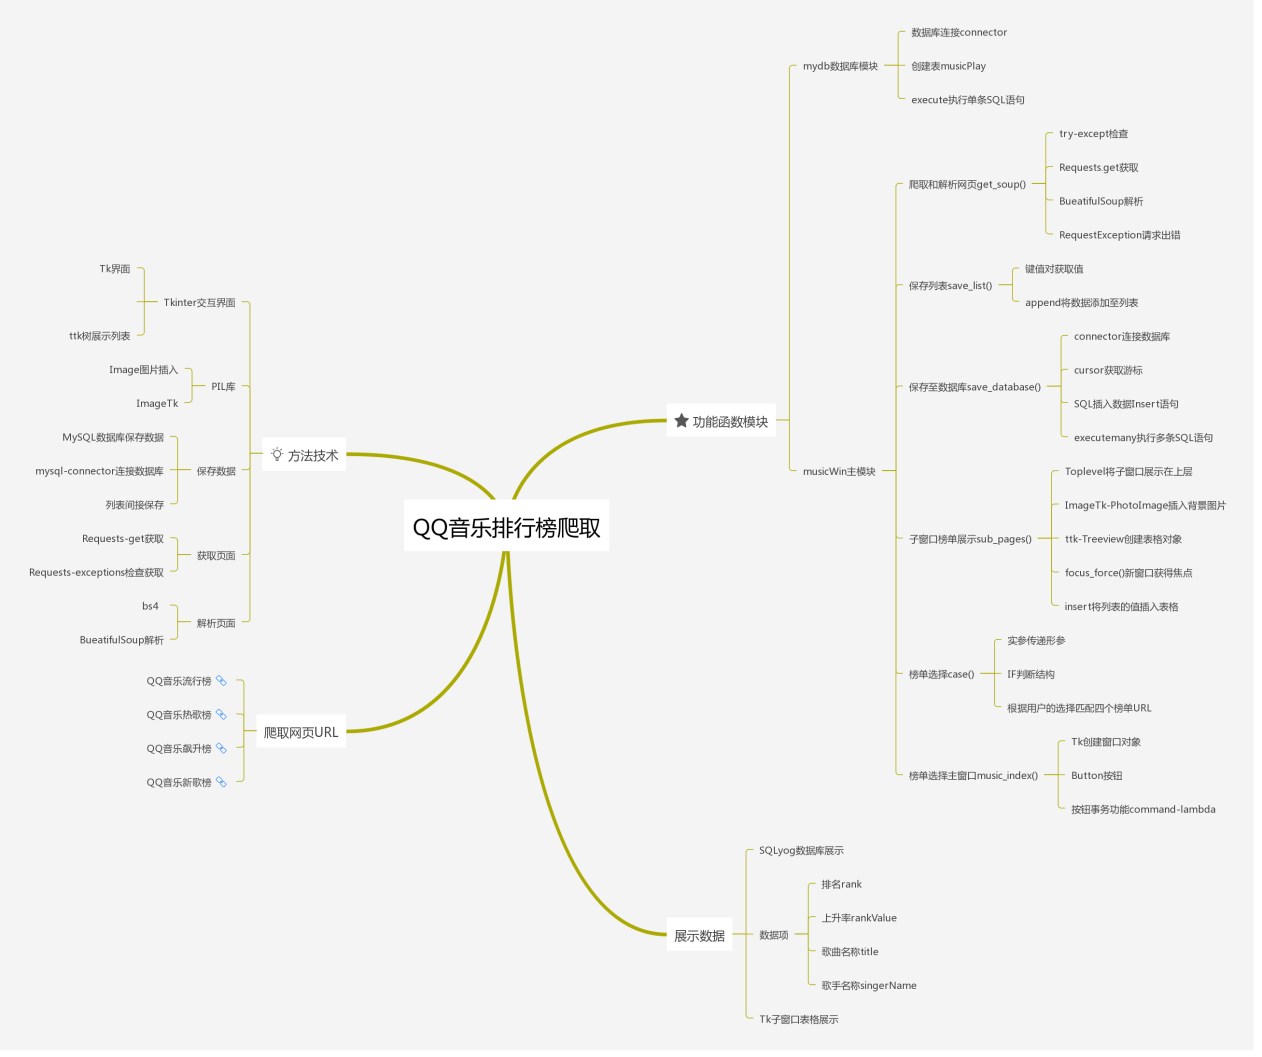 QQ音乐排行榜爬取
功能函数模块
mydb数据库模块
数据库连接connector
创建表musicPlay
execute执行单条SQL语句
musicWin主模块
爬取和解析网页get_soup()
try-except检查
Requests.get获取
BueatifulSoup解析
RequestException请求出错
保存列表save_list()
键值对获取值
append将数据添加至列表
保存至数据库save_database()
connector连接数据库
cursor获取游标
SQL插入数据Insert语句
executemany执行多条SQL语句
子窗口榜单展示sub_pages()
Toplevel将子窗口展示在上层
ImageTk-PhotoImage插入背景图片
ttk-Treeview创建表格对象
focus_force()新窗口获得焦点
insert将列表的值插入表格
榜单选择case()
实参传递形参
IF判断结构
根据用户的选择匹配四个榜单URL
榜单选择主窗口music_index()
Tk创建窗口对象
Button按钮
按钮事务功能command-lambda
展示数据
SQLyog数据库展示
数据项
排名rank
上升率rankValue
歌曲名称title
歌手名称singerName
Tk子窗口表格展示
方法技术
Tkinter交互界面
Tk界面
ttk树展示列表
PIL库
Image图片插入
ImageTk
保存数据
MySQL数据库保存数据
mysql-connector连接数据库
列表间接保存
获取页面
Requests-get获取
Requests-exceptions检查获取
解析页面
bs4
BueatifulSoup解析
爬取网页URL
QQ音乐流行榜
QQ音乐热歌榜
QQ音乐飙升榜
QQ音乐新歌榜